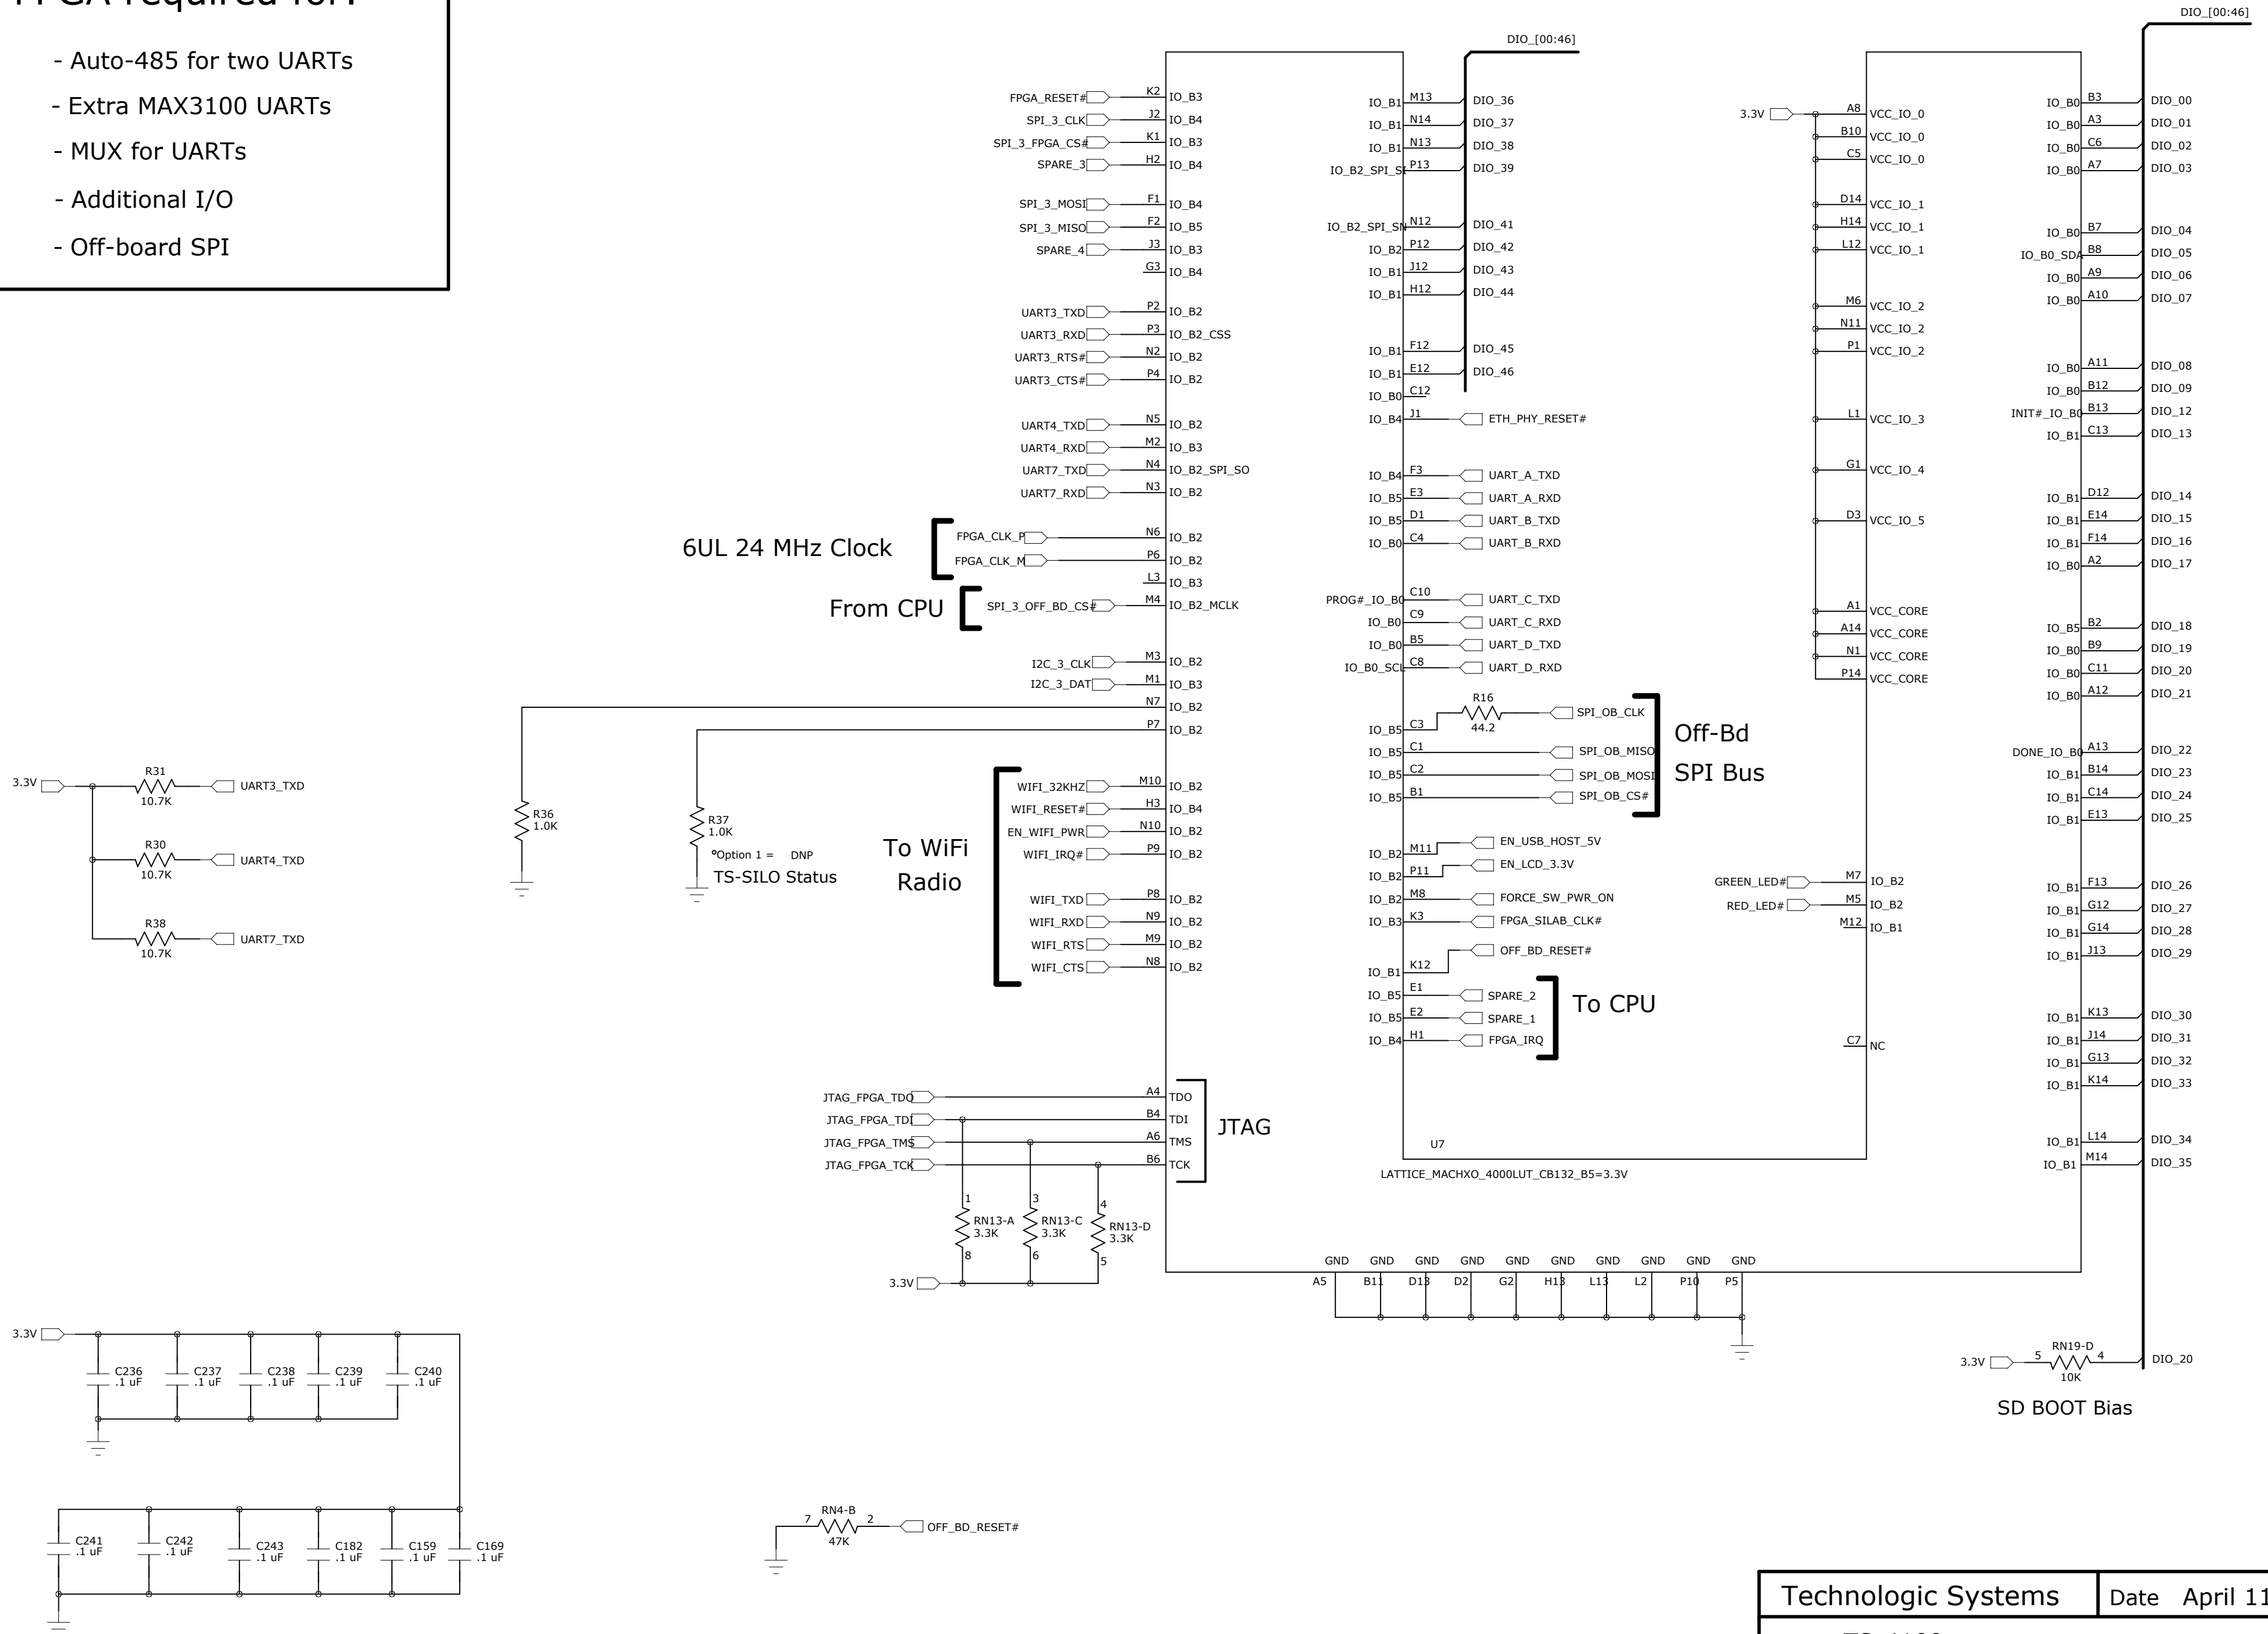 FPGA required for:
- Auto-485 for two UARTs
- Extra MAX3100 UARTs
- MUX for UARTs
- Additional I/O
- Off-board SPI
FPGA_RESET# K2 IO_B3
SPI_3_CLK J2 IO_B4
SPI_3_FPGA_CS# K1 IO_B3
SPARE_3 H2 IO_B4
SPI_3_MOSI F1 IO_B4
SPI_3_MISO F2 IO_B5
SPARE_4 J3 IO_B3
G3 IO_B4
UART3_TXD P2 IO_B2
UART3_RXD P3 IO_B2_CSS
UART3_RTS# N2 IO_B2
UART3_CTS# P4 IO_B2
UART4_TXD N5 IO_B2
UART4_RXD M2 IO_B3
UART7_TXD N4 IO_B2_SPI_SO
UART7_RXD N3 IO_B2
6UL 24 MHz Clock
FPGA_CLK_P N6 IO_B2
FPGA_CLK_M P6 IO_B2
L3 IO_B3
From CPU
SPI_3_OFF_BD_CS# M4 IO_B2_MCLK
I2C_3_CLK M3 IO_B2
I2C_3_DAT M1 IO_B3
N7 IO_B2
P7 IO_B2
R36
1.0K
R37
1.0K
Option 1 = DNP
TS-SILO Status
To WiFi
Radio
WIFI_32KHZ M10 IO_B2
WIFI_RESET# H3 IO_B4
EN_WIFI_PWR N10 IO_B2
WIFI_IRQ# P9 IO_B2
WIFI_TXD P8 IO_B2
WIFI_RXD N9 IO_B2
WIFI_RTS M9 IO_B2
WIFI_CTS N8 IO_B2
JTAG_FPGA_TDO A4 TDO
JTAG_FPGA_TDI B4 TDI
JTAG_FPGA_TMS A6 TMS
JTAG_FPGA_TCK B6 TCK
JTAG
1 RN13-A 3.3K 8
3 RN13-C 3.3K 6
4 RN13-D 3.3K 5
3.3V
3.3V
R31
10.7K
UART3_TXD
R30
10.7K
UART4_TXD
R38
10.7K
UART7_TXD
DIO_[00:46]
IO_B1 M13 DIO_36
IO_B1 N14 DIO_37
IO_B1 N13 DIO_38
IO_B2_SPI_SI P13 DIO_39
IO_B2_SPI_SN N12 DIO_41
IO_B2 P12 DIO_42
IO_B1 J12 DIO_43
IO_B1 H12 DIO_44
IO_B1 F12 DIO_45
IO_B1 E12 DIO_46
IO_B0 C12
IO_B4 J1 ETH_PHY_RESET#
IO_B4 F3 UART_A_TXD
IO_B5 E3 UART_A_RXD
IO_B5 D1 UART_B_TXD
IO_B0 C4 UART_B_RXD
PROG#_IO_B0 C10 UART_C_TXD
IO_B0 C9 UART_C_RXD
IO_B0 B5 UART_D_TXD
IO_B0_SCL C8 UART_D_RXD
R16
44.2
IO_B5 C3 SPI_OB_CLK
IO_B5 C1 SPI_OB_MISO
IO_B5 C2 SPI_OB_MOSI
IO_B5 B1 SPI_OB_CS#
Off-Bd
SPI Bus
IO_B2 M11 EN_USB_HOST_5V
IO_B2 P11 EN_LCD_3.3V
IO_B2 M8 FORCE_SW_PWR_ON
IO_B3 K3 FPGA_SILAB_CLK#
IO_B1 K12 OFF_BD_RESET#
IO_B5 E1 SPARE_2
IO_B5 E2 SPARE_1
IO_B4 H1 FPGA_IRQ
To CPU
U7
LATTICE_MACHXO_4000LUT_CB132_B5=3.3V
3.3V
A8 VCC_IO_0
B10 VCC_IO_0
C5 VCC_IO_0
D14 VCC_IO_1
H14 VCC_IO_1
L12 VCC_IO_1
M6 VCC_IO_2
N11 VCC_IO_2
P1 VCC_IO_2
L1 VCC_IO_3
G1 VCC_IO_4
D3 VCC_IO_5
A1 VCC_CORE
A14 VCC_CORE
N1 VCC_CORE
P14 VCC_CORE
GREEN_LED# M7 IO_B2
RED_LED# M5 IO_B2
M12 IO_B1
C7 NC
DIO_[00:46]
IO_B0 B3 DIO_00
IO_B0 A3 DIO_01
IO_B0 C6 DIO_02
IO_B0 A7 DIO_03
IO_B0 B7 DIO_04
IO_B0_SDA B8 DIO_05
IO_B0 A9 DIO_06
IO_B0 A10 DIO_07
IO_B0 A11 DIO_08
IO_B0 B12 DIO_09
INIT#_IO_B0 B13 DIO_12
IO_B1 C13 DIO_13
IO_B1 D12 DIO_14
IO_B1 E14 DIO_15
IO_B1 F14 DIO_16
IO_B0 A2 DIO_17
IO_B5 B2 DIO_18
IO_B0 B9 DIO_19
IO_B0 C11 DIO_20
IO_B0 A12 DIO_21
DONE_IO_B0 A13 DIO_22
IO_B1 B14 DIO_23
IO_B1 C14 DIO_24
IO_B1 E13 DIO_25
IO_B1 F13 DIO_26
IO_B1 G12 DIO_27
IO_B1 G14 DIO_28
IO_B1 J13 DIO_29
IO_B1 K13 DIO_30
IO_B1 J14 DIO_31
IO_B1 G13 DIO_32
IO_B1 K14 DIO_33
IO_B1 L14 DIO_34
IO_B1 M14 DIO_35
GND GND GND GND GND GND GND GND GND GND
A5 B11 D13 D2 G2 H13 L13 L2 P10 P5
3.3V 5 RN19-D 4 DIO_20
10K
SD BOOT Bias
3.3V
C236 .1 uF
C237 .1 uF
C238 .1 uF
C239 .1 uF
C240 .1 uF
C241 .1 uF
C242 .1 uF
C243 .1 uF
C182 .1 uF
C159 .1 uF
C169 .1 uF
7 RN4-B 2 OFF_BD_RESET#
47K
Technologic Systems
Date April 11